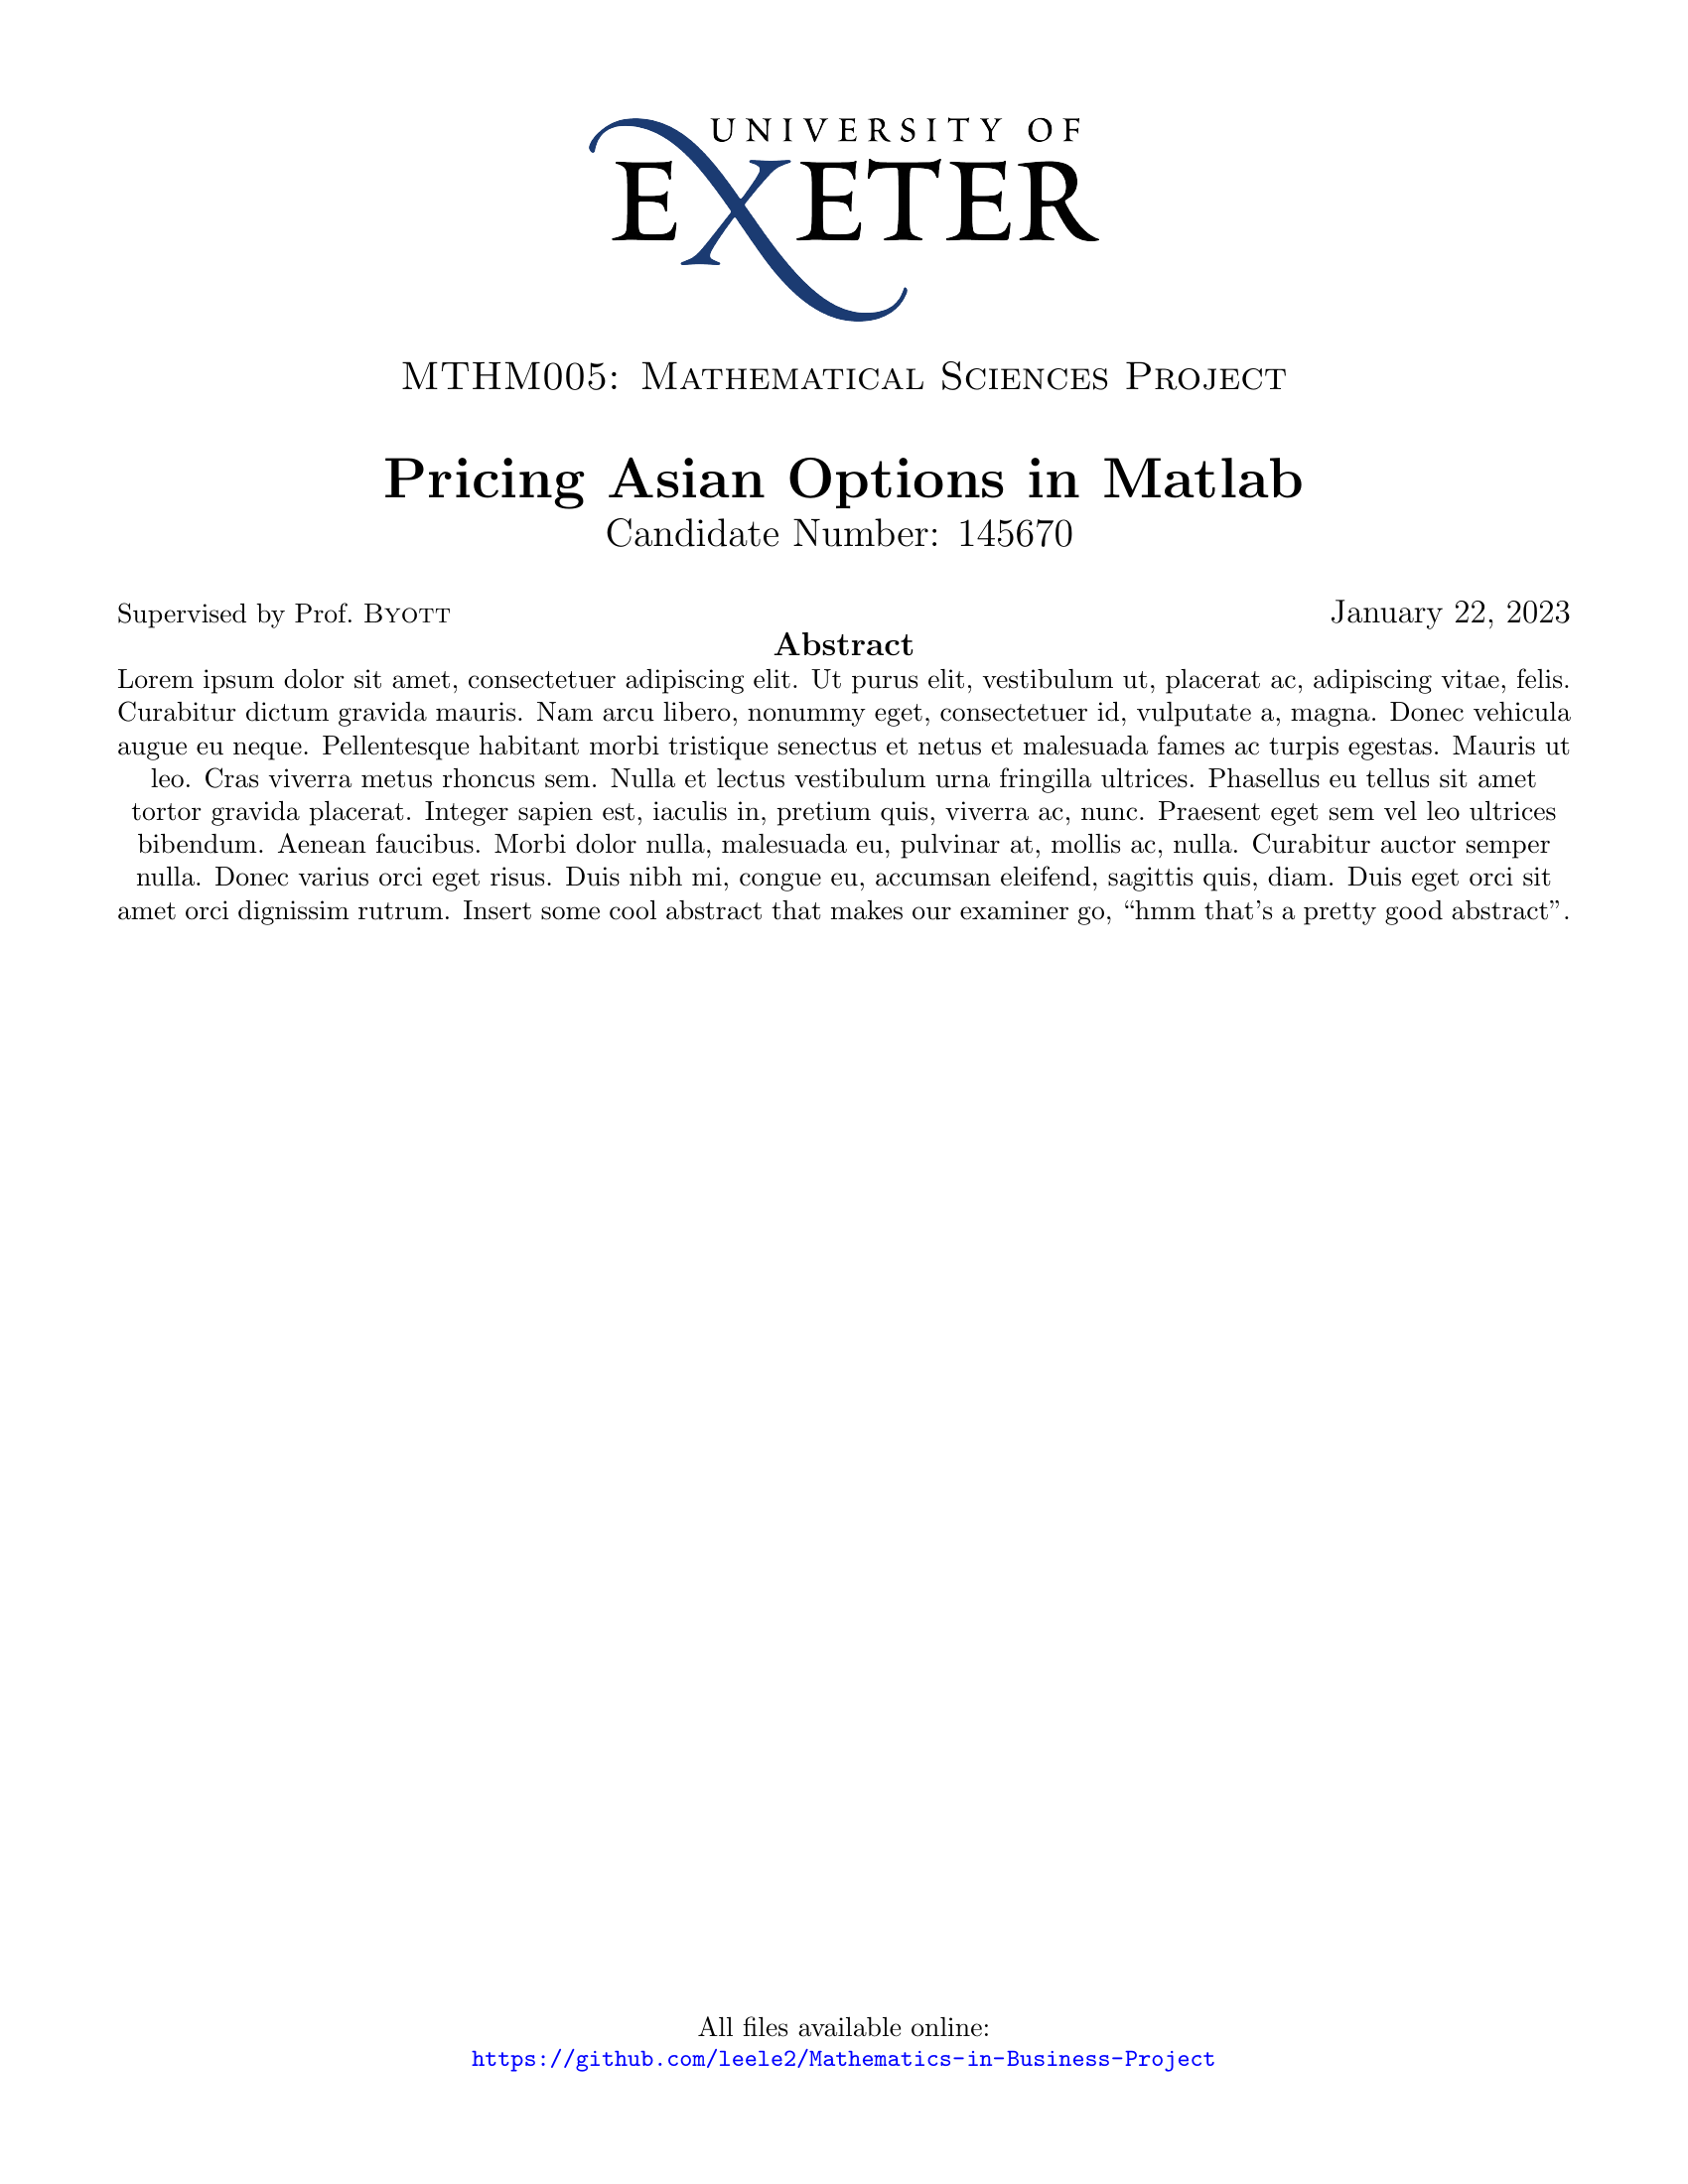 UNIVERSITY OF
EXETER
MTHM005: Mathematical Sciences Project
Pricing Asian Options in Matlab
Candidate Number: 145670
Supervised by Prof. Byott January 22, 2023
Abstract
Lorem ipsum dolor sit amet, consectetuer adipiscing elit. Ut purus elit, vestibulum ut, placerat ac, adipiscing vitae, felis.
Curabitur dictum gravida mauris. Nam arcu libero, nonummy eget, consectetuer id, vulputate a, magna. Donec vehicula
augue eu neque. Pellentesque habitant morbi tristique senectus et netus et malesuada fames ac turpis egestas. Mauris ut
leo. Cras viverra metus rhoncus sem. Nulla et lectus vestibulum urna fringilla ultrices. Phasellus eu tellus sit amet
tortor gravida placerat. Integer sapien est, iaculis in, pretium quis, viverra ac, nunc. Praesent eget sem vel leo ultrices
bibendum. Aenean faucibus. Morbi dolor nulla, malesuada eu, pulvinar at, mollis ac, nulla. Curabitur auctor semper
nulla. Donec varius orci eget risus. Duis nibh mi, congue eu, accumsan eleifend, sagittis quis, diam. Duis eget orci sit
amet orci dignissim rutrum. Insert some cool abstract that makes our examiner go, “hmm that’s a pretty good abstract”.
All files available online:
https://github.com/leele2/Mathematics-in-Business-Project